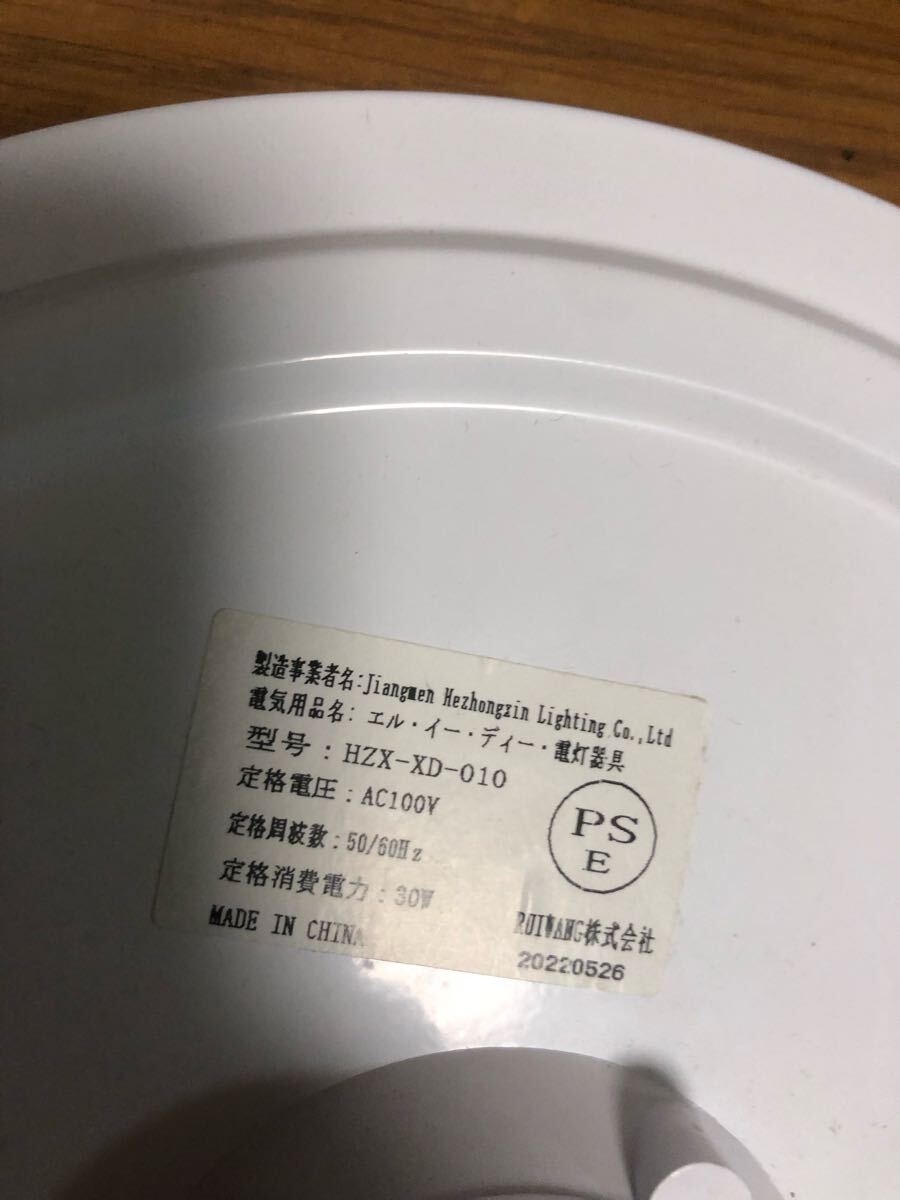 製造事業者名:Jiangmen Hezhongxin Lighting Co.,Ltd
電気用品名: エル・イー・ディー・電灯器具
型号:HZX-XD-010
定格電圧:AC100V
定格周波数:50/60Hz
定格消費電力:30W
MADE IN CHINA
PS
E
RUIWANG株式会社
20220526